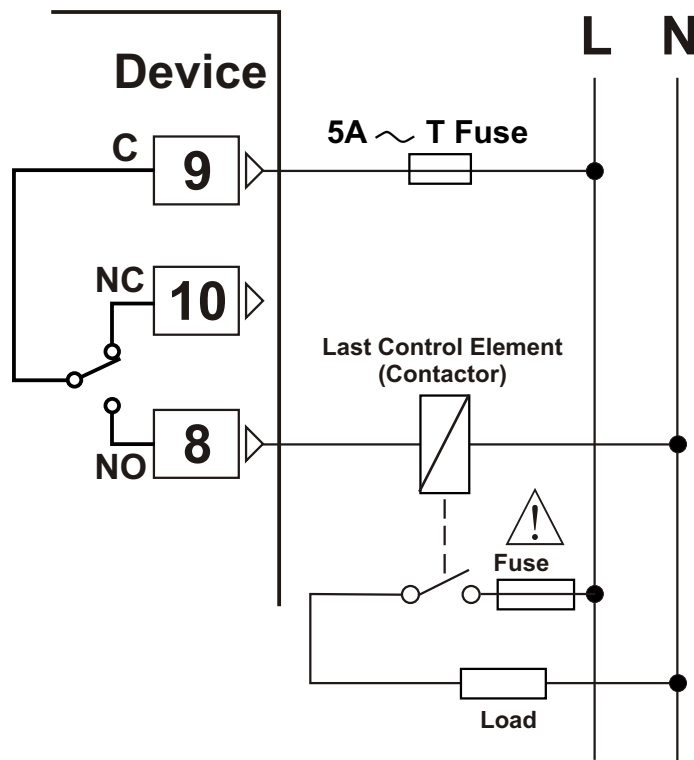 L N
Device
C
5A ~ T Fuse
9
NC
10
Last Control Element
(Contactor)
8
NO
Fuse
Load